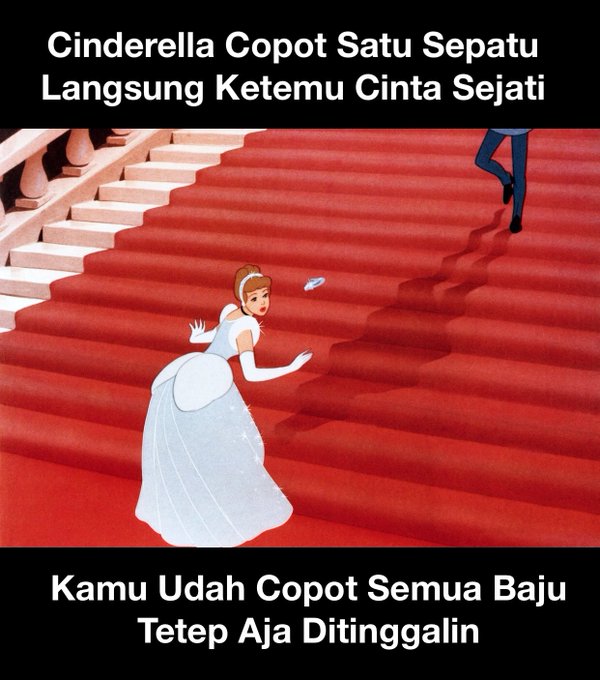 Cinderella Copot Satu Sepatu
Langsung Ketemu Cinta Sejati
Kamu Udah Copot Semua Baju
Tetep Aja Ditinggalin